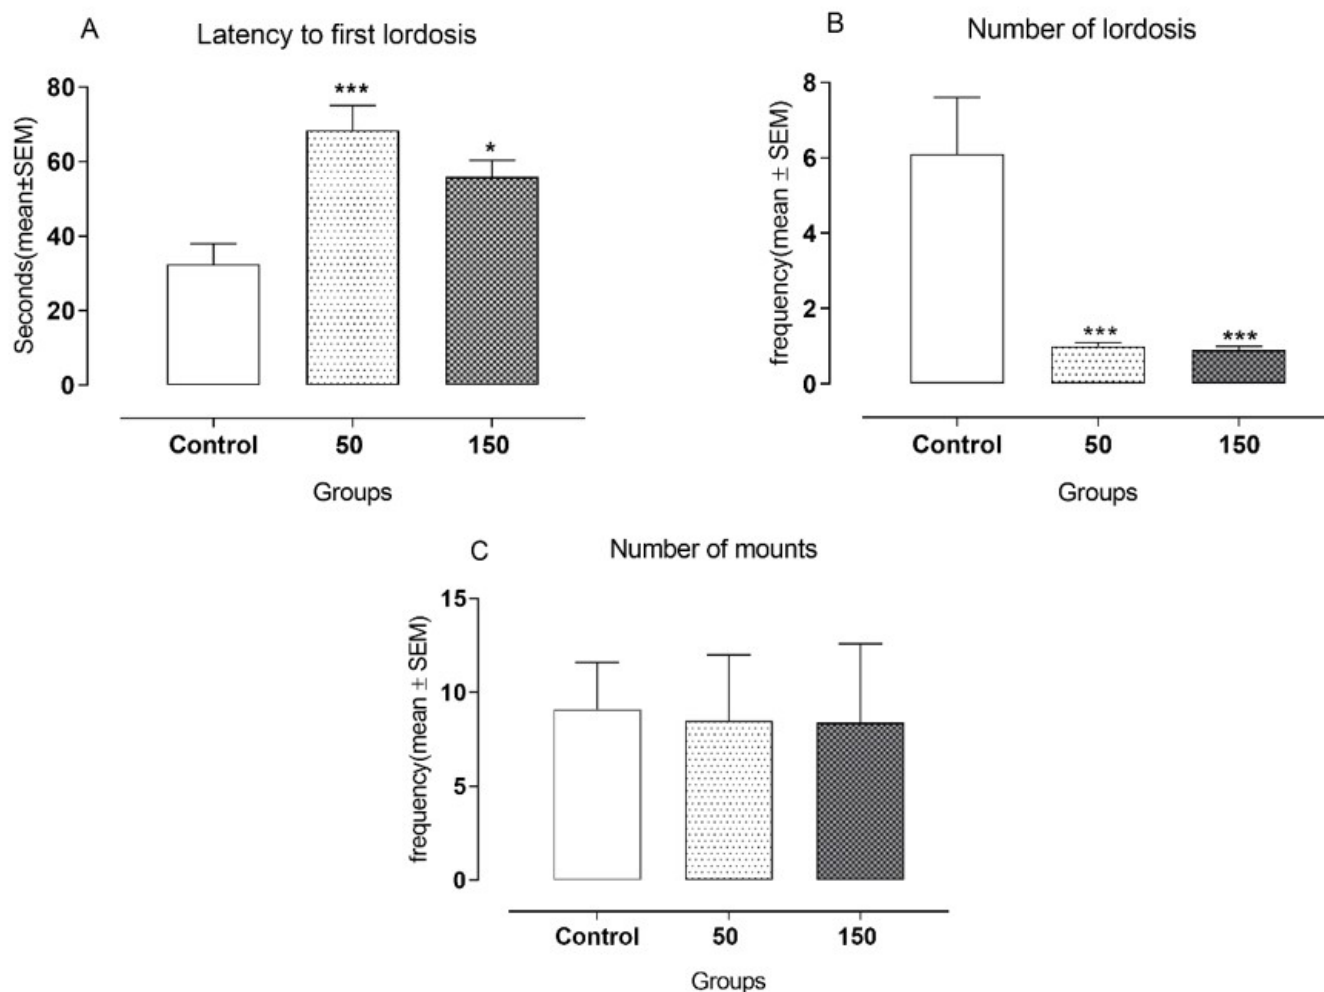 A
Latency to first lordosis
Seconds(mean±SEM)
80
60
40
20
0
***
*
Control 50 150
Groups
B
Number of lordosis
frequency(mean ± SEM)
8
6
4
2
0
***
***
Control 50 150
Groups
C
Number of mounts
frequency(mean ± SEM)
15
10
5
0
Control 50 150
Groups